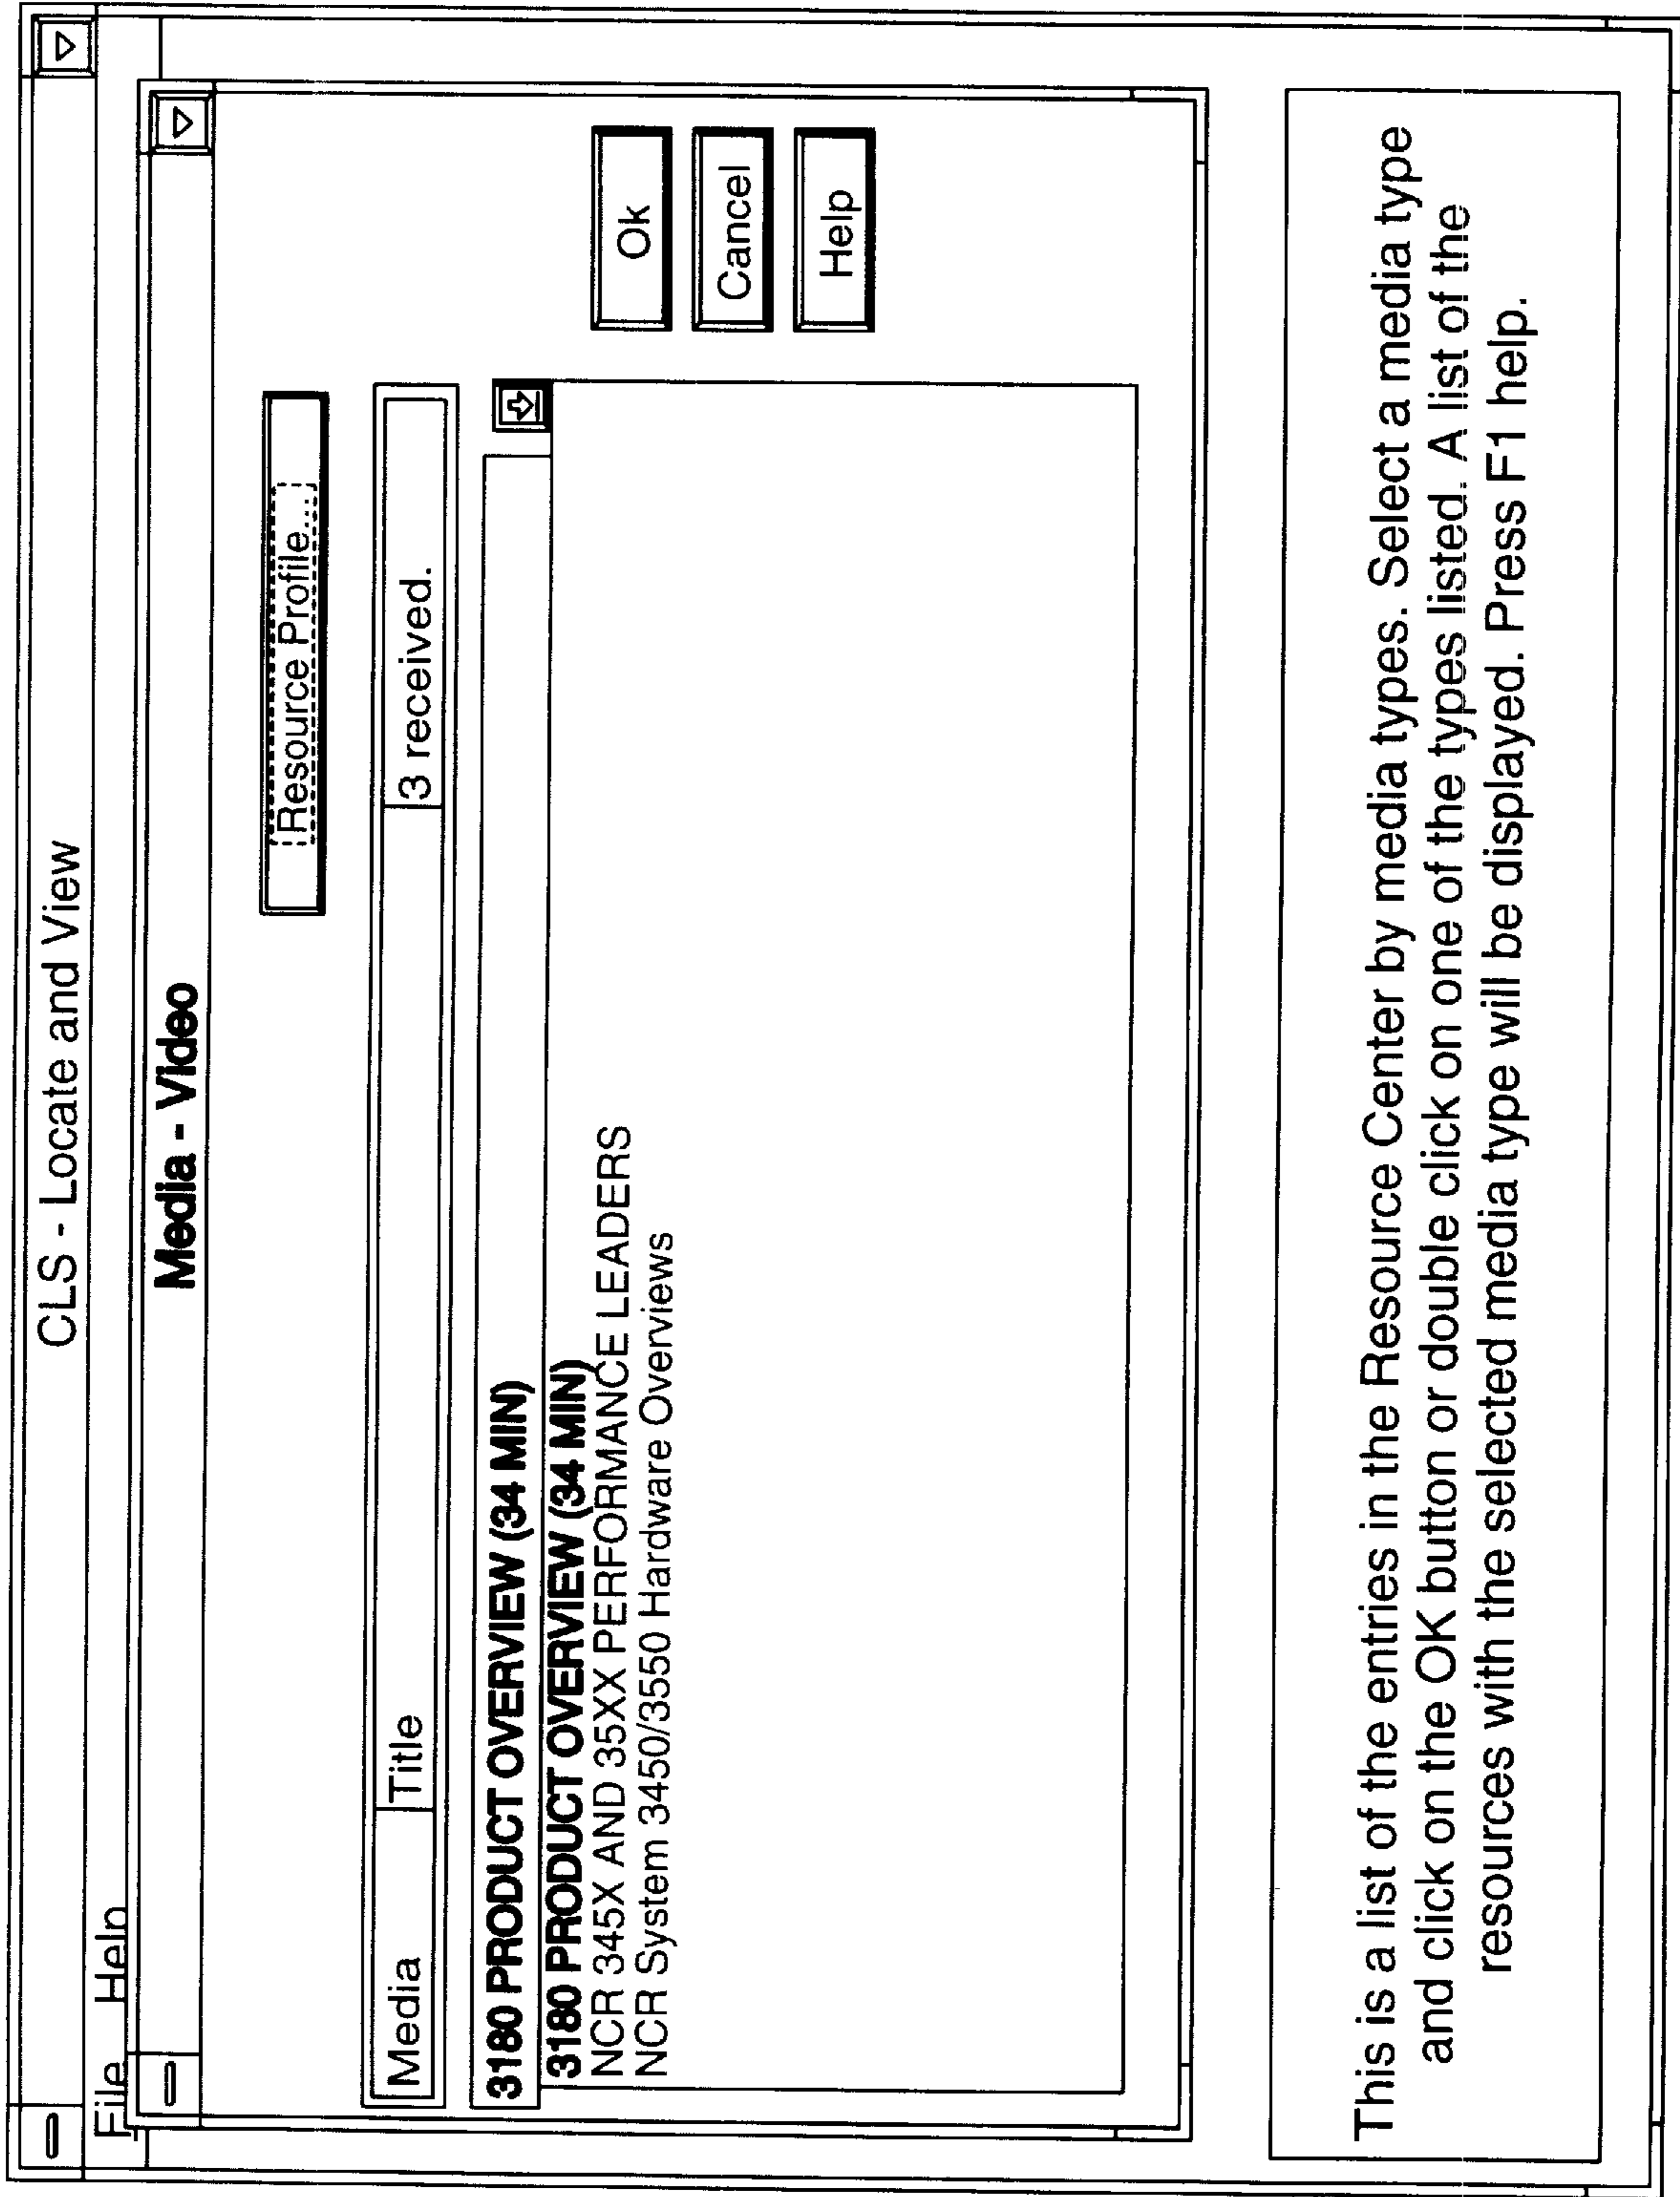 CLS - Locate and View
File Help
Media - Video
Resource Profile...
Media Title 3 received.
3180 PRODUCT OVERVIEW (34 MIN)
3180 PRODUCT OVERVIEW (34 MIN)
NCR 345X AND 35XX PERFORMANCE LEADERS
NCR System 3450/3550 Hardware Overviews
Ok
Cancel
Help
This is a list of the entries in the Resource Center by media types. Select a media type
and click on the OK button or double click on one of the types listed. A list of the
resources with the selected media type will be displayed. Press F1 help.